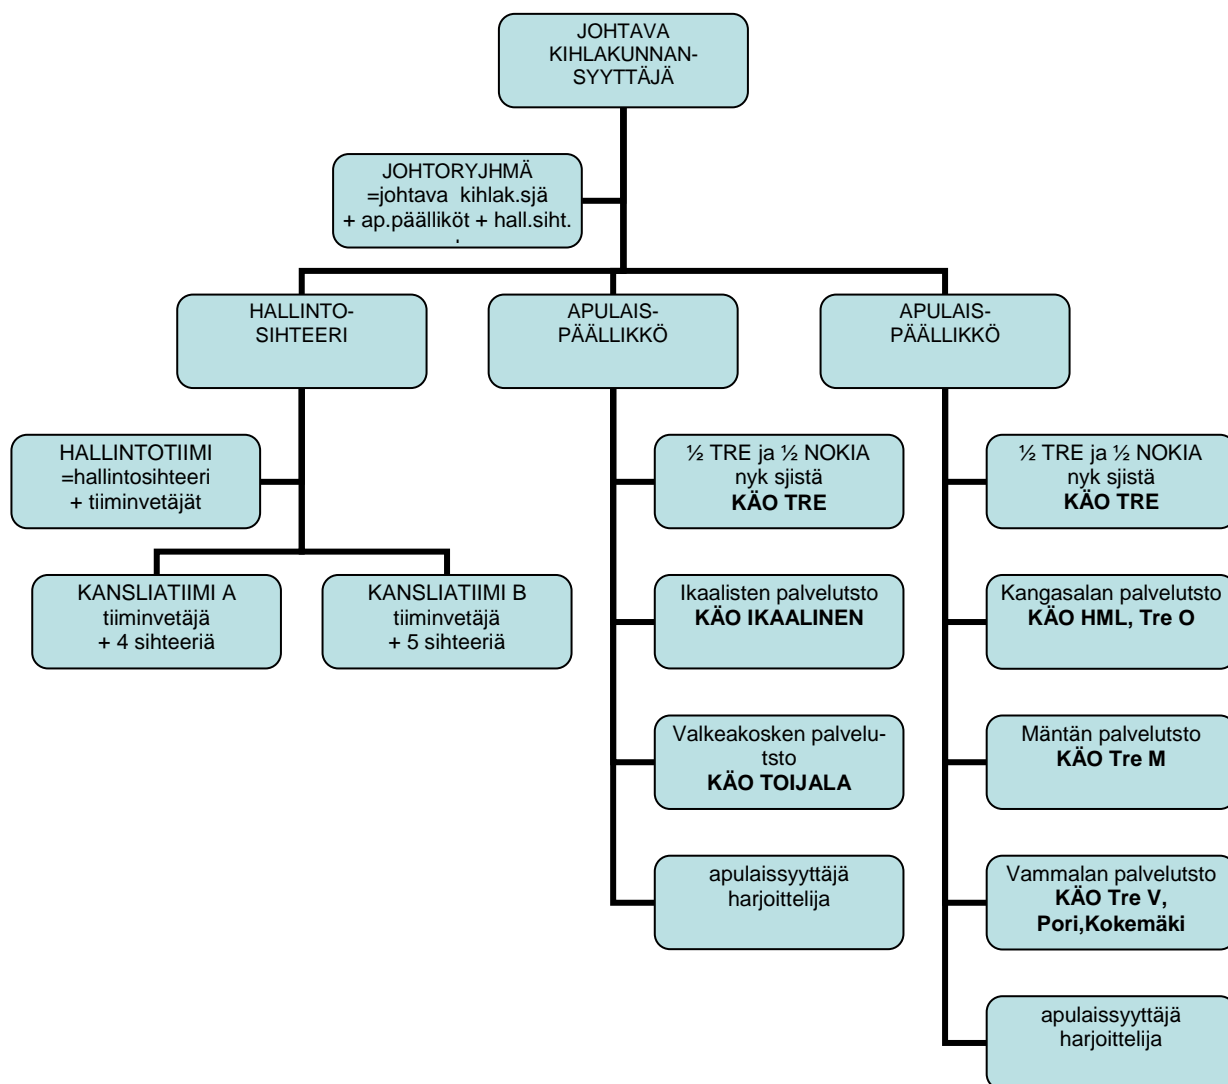 JOHTAVA
KIHLAKUNNAN-
SYYTTÄJÄ
JOHTORYJHMÄ
=johtava kihlak.sjä
+ ap.päälliköt + hall.siht.
HALLINTO-
SIHTEERI
APULAIS-
PÄÄLLIKKÖ
APULAIS-
PÄÄLLIKKÖ
HALLINTOTIIMI
=hallintosihteeri
+ tiiminvetäjät
½ TRE ja ½ NOKIA
nyk sjistä
KÄO TRE
½ TRE ja ½ NOKIA
nyk sjistä
KÄO TRE
KANSLIATIIMI A
tiiminvetäjä
+ 4 sihteeriä
KANSLIATIIMI B
tiiminvetäjä
+ 5 sihteeriä
Ikaalisten palvelutsto
KÄO IKAALINEN
Kangasalan palvelutsto
KÄO HML, Tre O
Valkeakosken palvelu-
tsto
KÄO TOIJALA
Mäntän palvelutsto
KÄO Tre M
apulaissyyttäjä
harjoittelija
Vammalan palvelutsto
KÄO Tre V,
Pori,Kokemäki
apulaissyyttäjä
harjoittelija